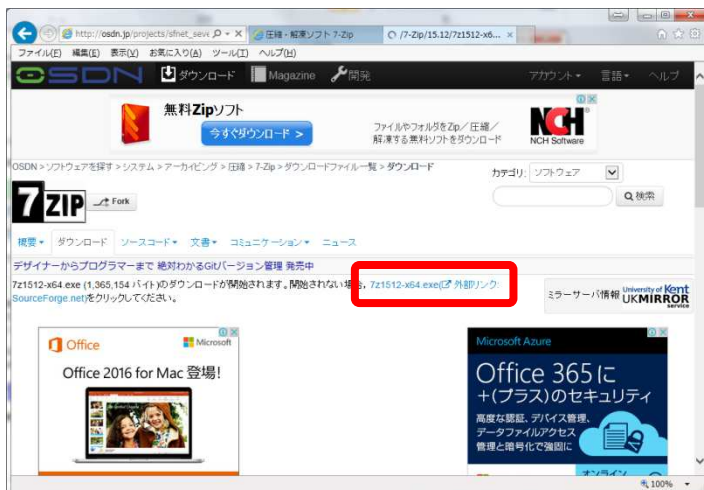 http://osdn.jp/projects/sfnet_seve
圧縮・解凍ソフト 7-Zip
/7-Zip/15.12/7z1512-x6...
ファイル(F) 編集(E) 表示(V) お気に入り(A) ツール(T) ヘルプ(H)
OSDN ダウンロード Magazine 開発 アカウント 言語 ヘルプ
無料Zipソフト
今すぐダウンロード >
ファイルやフォルダをZip/圧縮/
解凍する無料ソフトをダウンロード
NCH®
NCH Software
OSDN > ソフトウェアを探す > システム > アーカイビング > 圧縮 > 7-Zip > ダウンロードファイル一覧 > ダウンロード
カテゴリ: ソフトウェア
7ZIP Fork
検索
概要 ダウンロード ソースコード 文書 コミュニケーション ニュース
デザイナーからプログラマーまで 絶対わかるGitバージョン管理 発売中
7z1512-x64.exe (1,365,154 バイト)のダウンロードが開始されます。開始されない場合, 7z1512-x64.exe(外部リンク:
SourceForge.net)をクリックしてください。
ミラーサーバ情報
University of Kent
UKMIRROR
service
Office Microsoft
Office 2016 for Mac 登場!
Microsoft Azure
Office 365 に
+(プラス)のセキュリティ
高度な認証、デバイス管理、
データファイルアクセス
管理と暗号化で強固に
オンライン
100%